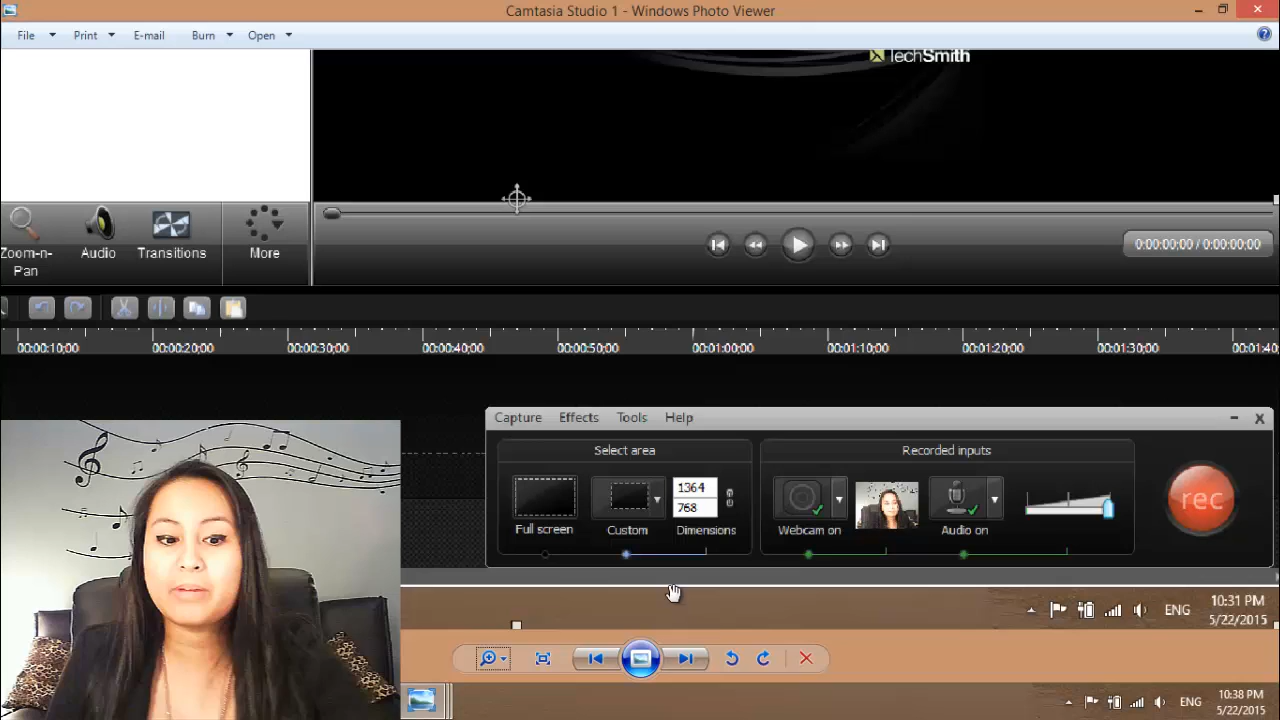 Camtasia Studio 1 - Windows Photo Viewer
File Print E-mail Burn Open
TechSmith
Zoom-n-Pan Audio Transitions More
0:00:00;00 / 0:00:00;00
00:00:10;00 00:00:20;00 00:00:30;00 00:00:40;00 00:00:50;00 00:01:00;00 00:01:10;00 00:01:20;00 00:01:30;00 00:01:40
Capture Effects Tools Help
Select area Recorded inputs
1364
768
rec
Full screen Custom Dimensions Webcam on Audio on
ENG 10:31 PM
5/22/2015
ENG 10:38 PM
5/22/2015